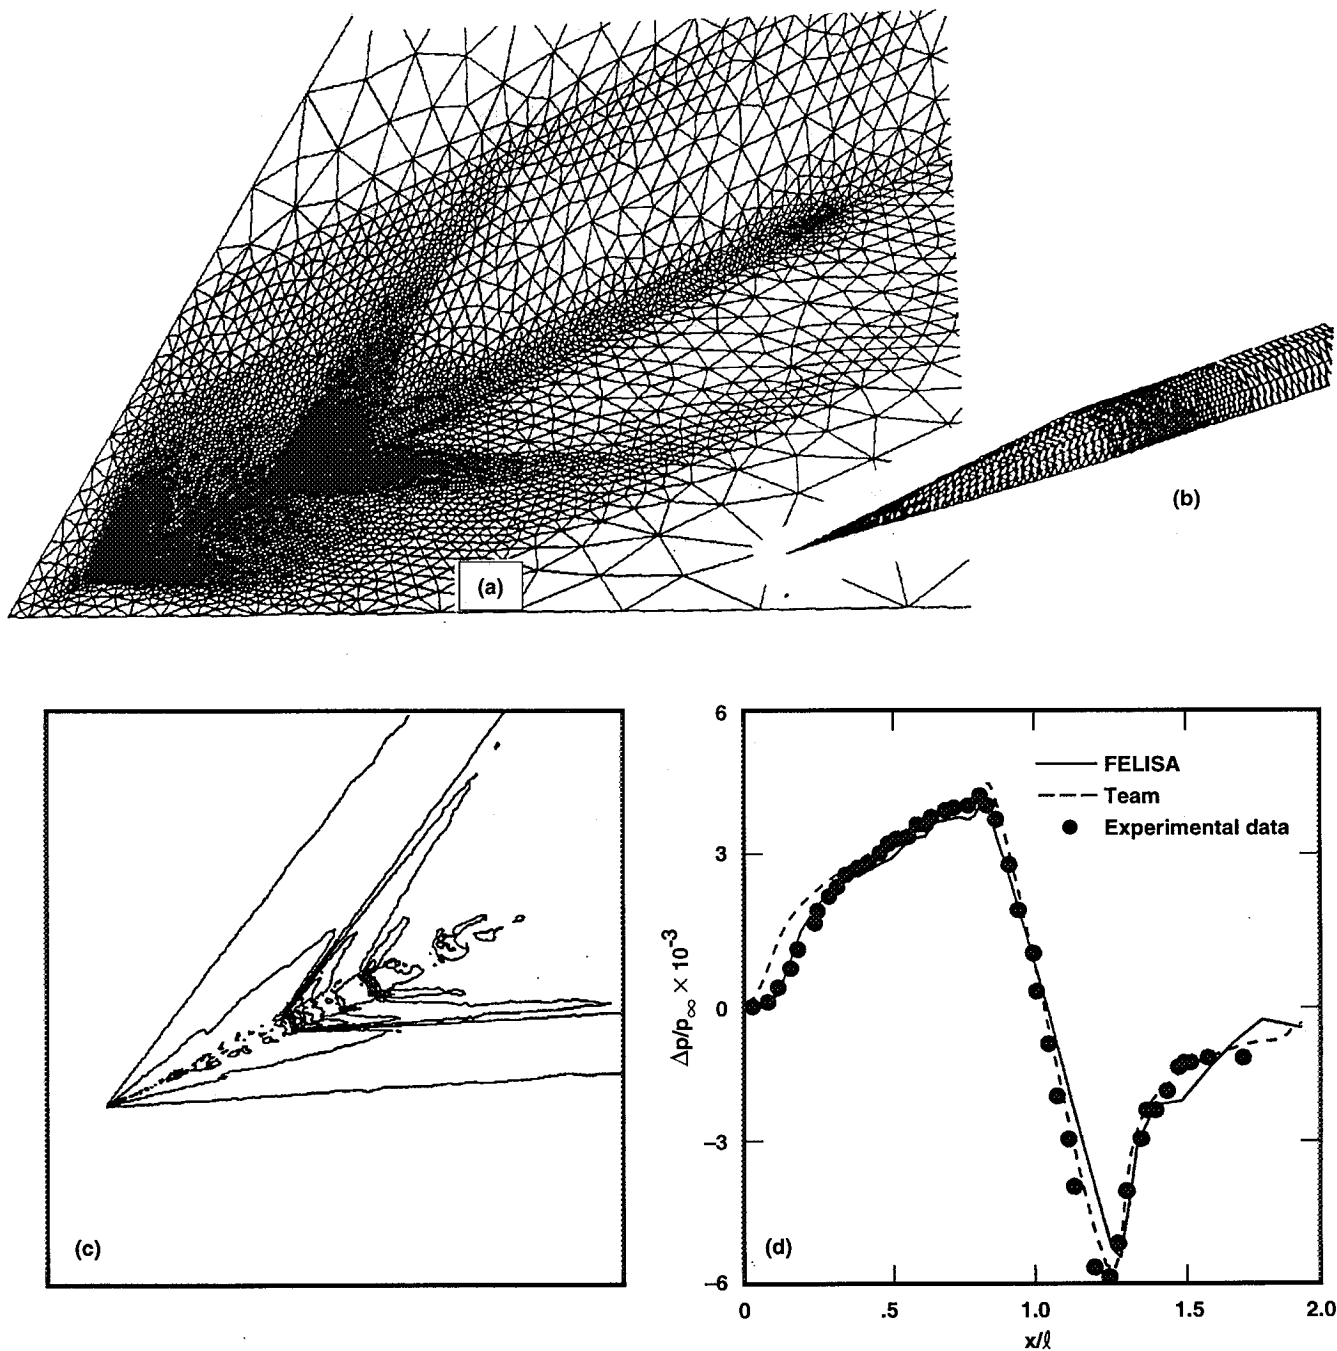 (a)
(b)
(c)
(d)
6
3
0
−3
−6
Δp/p∞ × 10⁻³
FELISA
Team
Experimental data
0 .5 1.0 1.5 2.0
x/ℓ